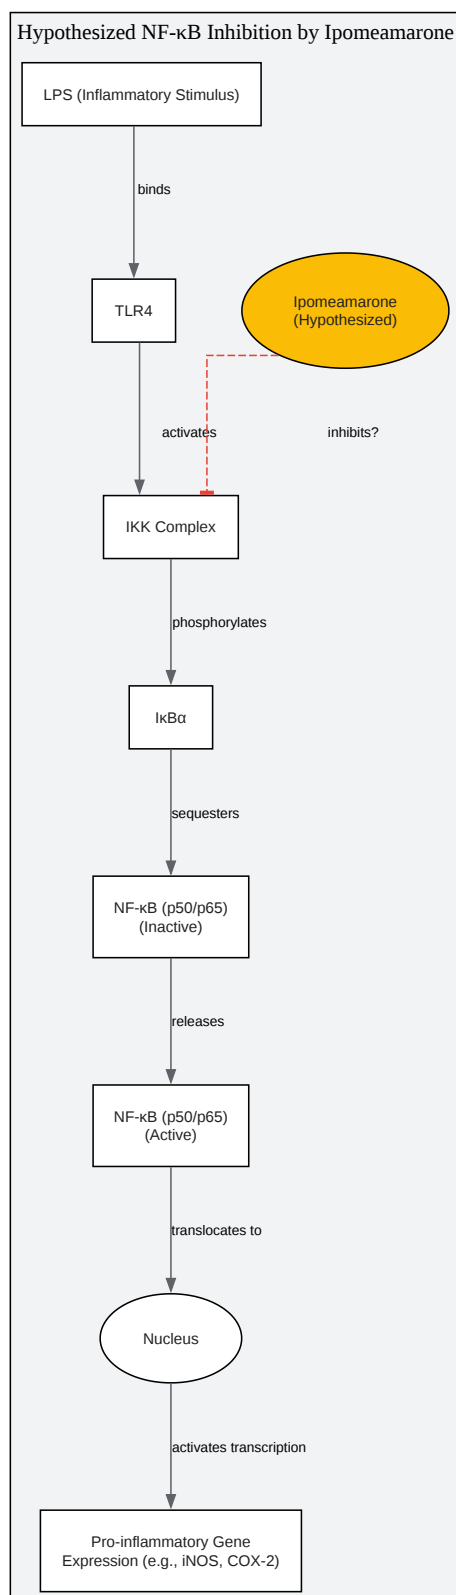 Hypothesized NF-κB Inhibition by Ipomeamarone
LPS (Inflammatory Stimulus)
binds
TLR4
Ipomeamarone
(Hypothesized)
activates
inhibits?
IKK Complex
phosphorylates
IκBα
sequesters
NF-κB (p50/p65)
(Inactive)
releases
NF-κB (p50/p65)
(Active)
translocates to
Nucleus
activates transcription
Pro-inflammatory Gene
Expression (e.g., iNOS, COX-2)